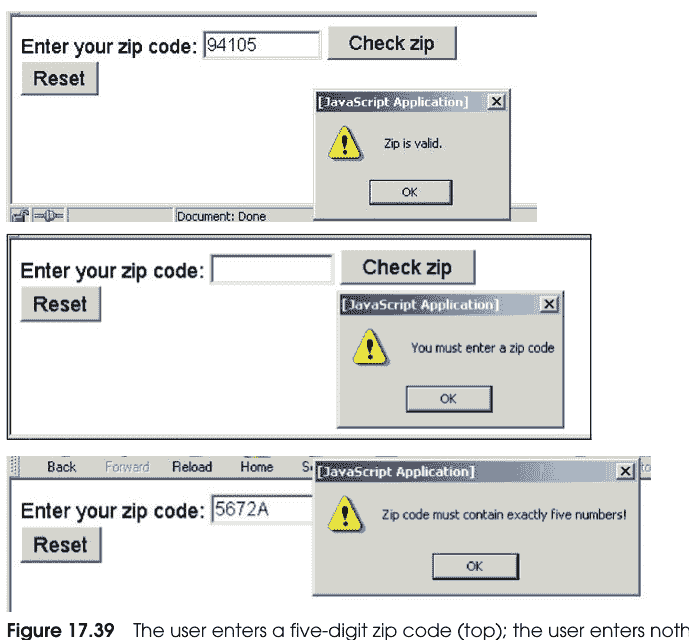 Enter your zip code: 94105 Check zip
Reset
[JavaScript Application]
Zip is valid.
OK
Document: Done
Enter your zip code: Check zip
Reset
[JavaScript Application]
You must enter a zip code
OK
Back Forward Reload Home
[JavaScript Application]
Enter your zip code: 5672A
Zip code must contain exactly five numbers!
Reset
OK
Figure 17.39 The user enters a five-digit zip code (top); the user enters